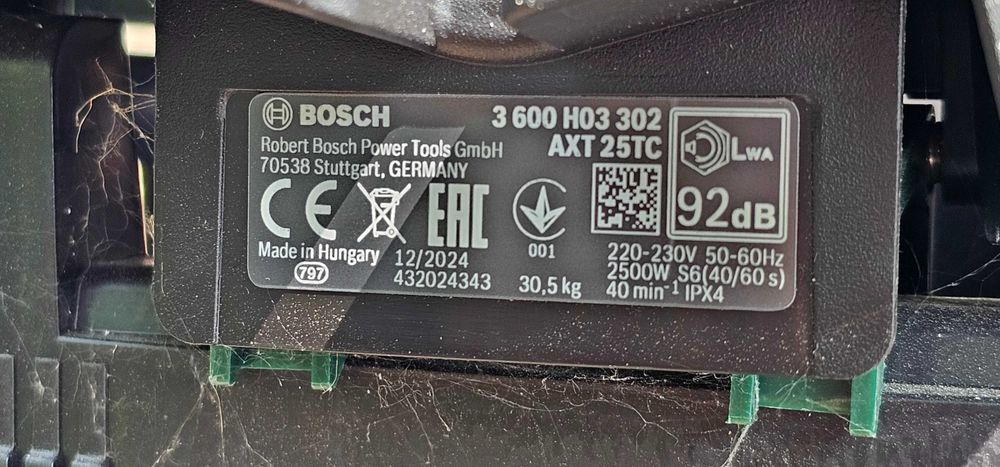 BOSCH
3 600 H03 302
AXT 25TC
Robert Bosch Power Tools GmbH
70538 Stuttgart, GERMANY
LWA
92dB
CE
EAC
001
Made in Hungary
797
12/2024
432024343
30,5 kg
220-230V 50-60Hz
2500W S6(40/60 s)
40 min⁻¹ IPX4